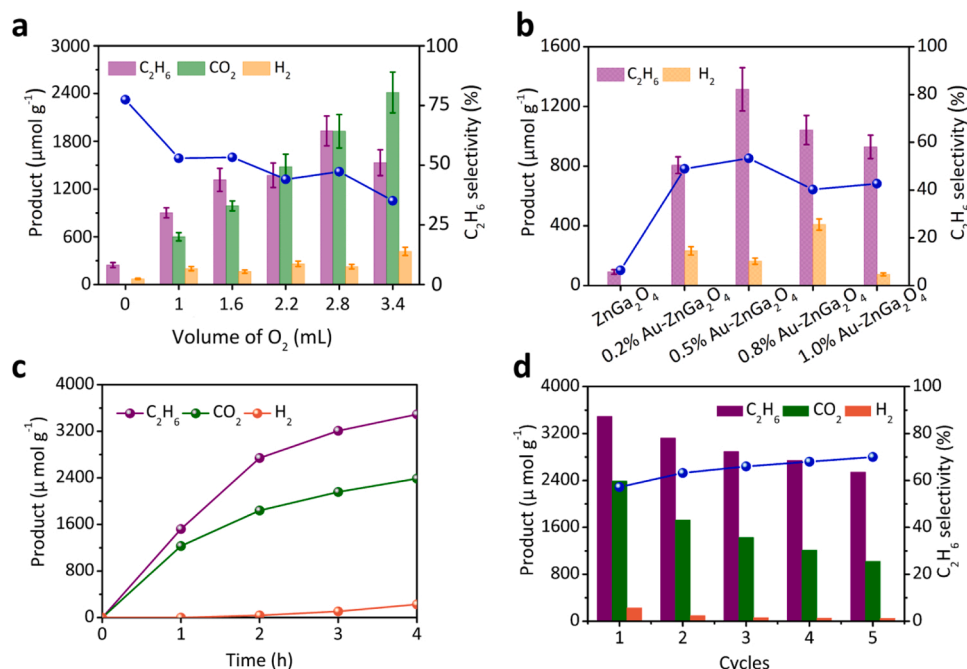 a
3000
2400
1800
1200
600
0
Product (μmol g⁻¹)
C₂H₆ CO₂ H₂
100
75
50
25
0
C₂H₆ selectivity (%)
0 1 1.6 2.2 2.8 3.4
Volume of O₂ (mL)
b
1600
1200
800
400
0
Product (μmol g⁻¹)
C₂H₆ H₂
100
80
60
40
20
0
C₂H₆ selectivity (%)
ZnGa₂O₄
0.2% Au-ZnGa₂O₄
0.5% Au-ZnGa₂O₄
0.8% Au-ZnGa₂O₄
1.0% Au-ZnGa₂O₄
c
4000
3200
2400
1600
800
0
Product (μ mol g⁻¹)
C₂H₆ CO₂ H₂
0 1 2 3 4
Time (h)
d
4000
3200
2400
1600
800
0
Product (μ mol g⁻¹)
C₂H₆ CO₂ H₂
100
80
60
40
20
0
C₂H₆ selectivity (%)
1 2 3 4 5
Cycles